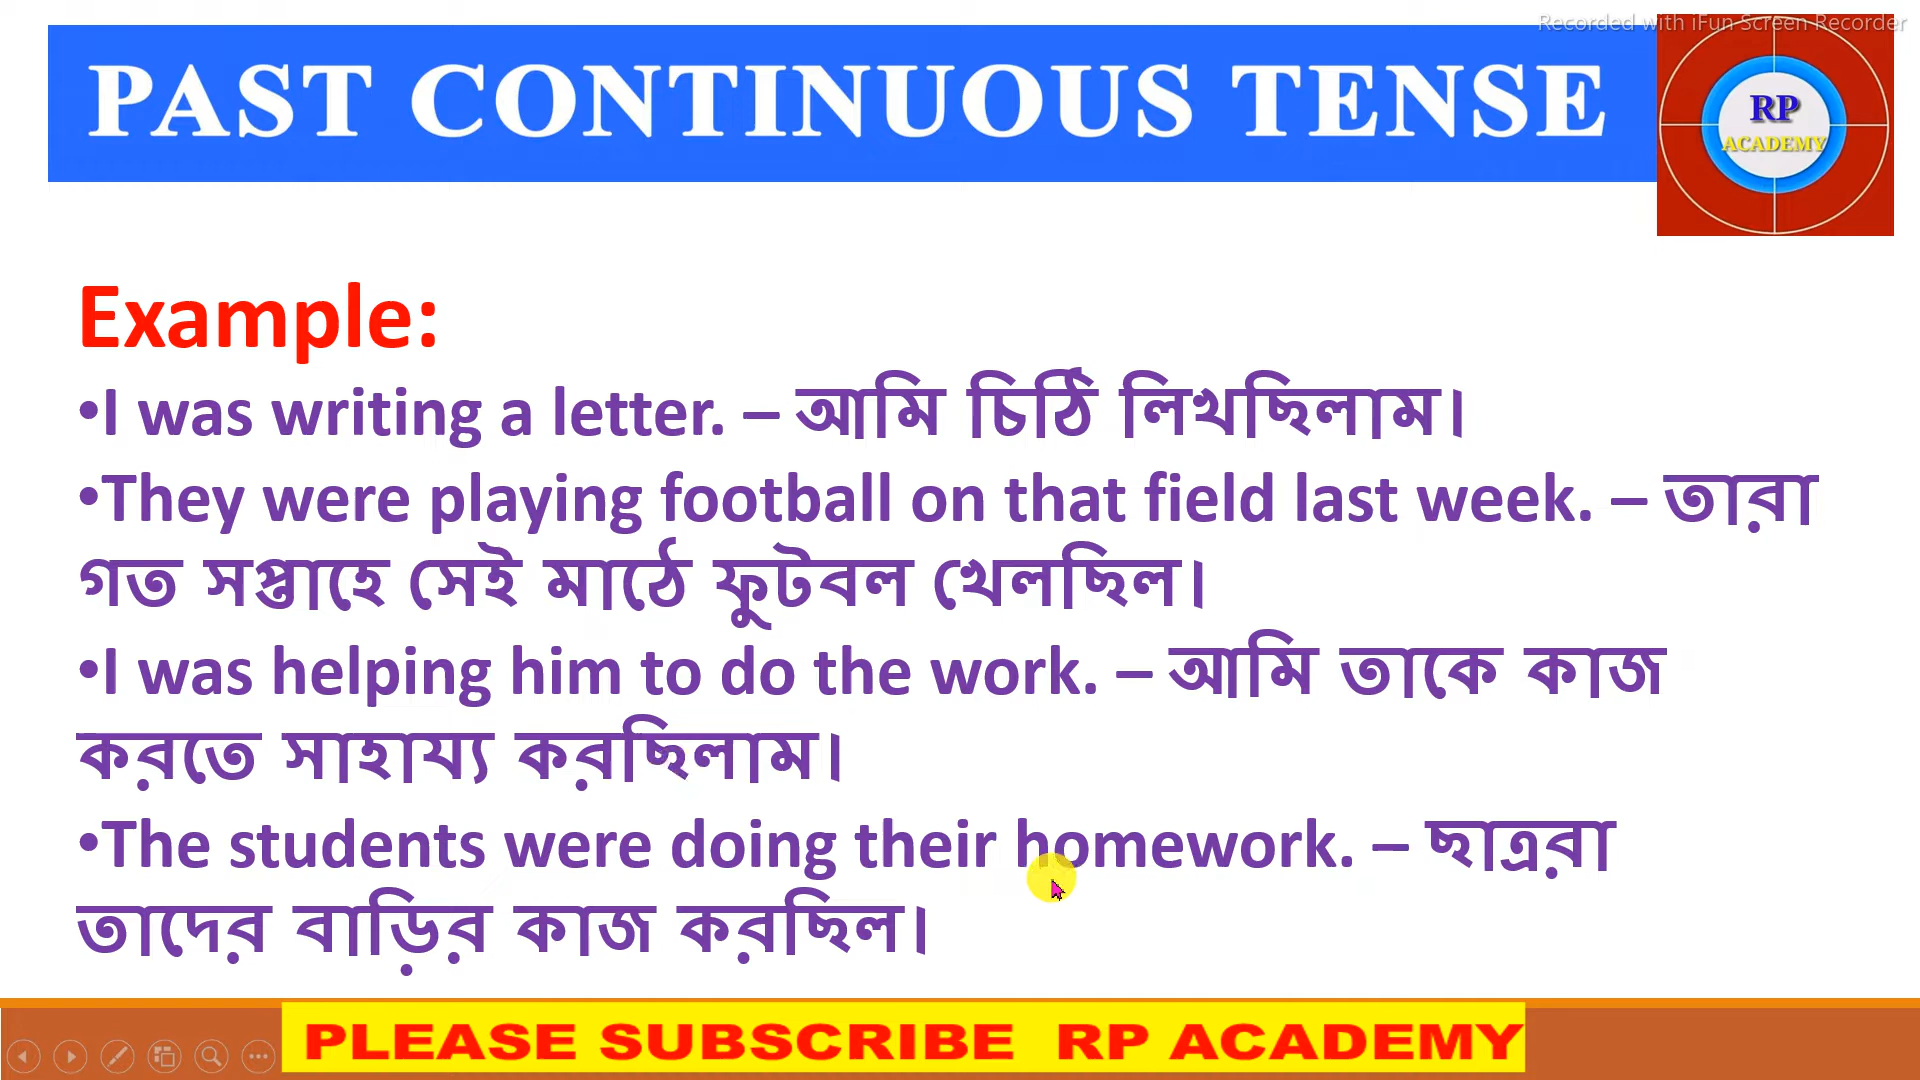 Recorded with iFun Screen Recorder
PAST CONTINUOUS TENSE
RP
ACADEMY
Example:
•I was writing a letter. – আমি চিঠি লিখছিলাম।
•They were playing football on that field last week. – তারা
গত সপ্তাহে সেই মাঠে ফুটবল খেলছিল।
•I was helping him to do the work. – আমি তাকে কাজ
করতে সাহায্য করছিলাম।
•The students were doing their homework. – ছাত্ররা
তাদের বাড়ির কাজ করছিল।
PLEASE SUBSCRIBE RP ACADEMY